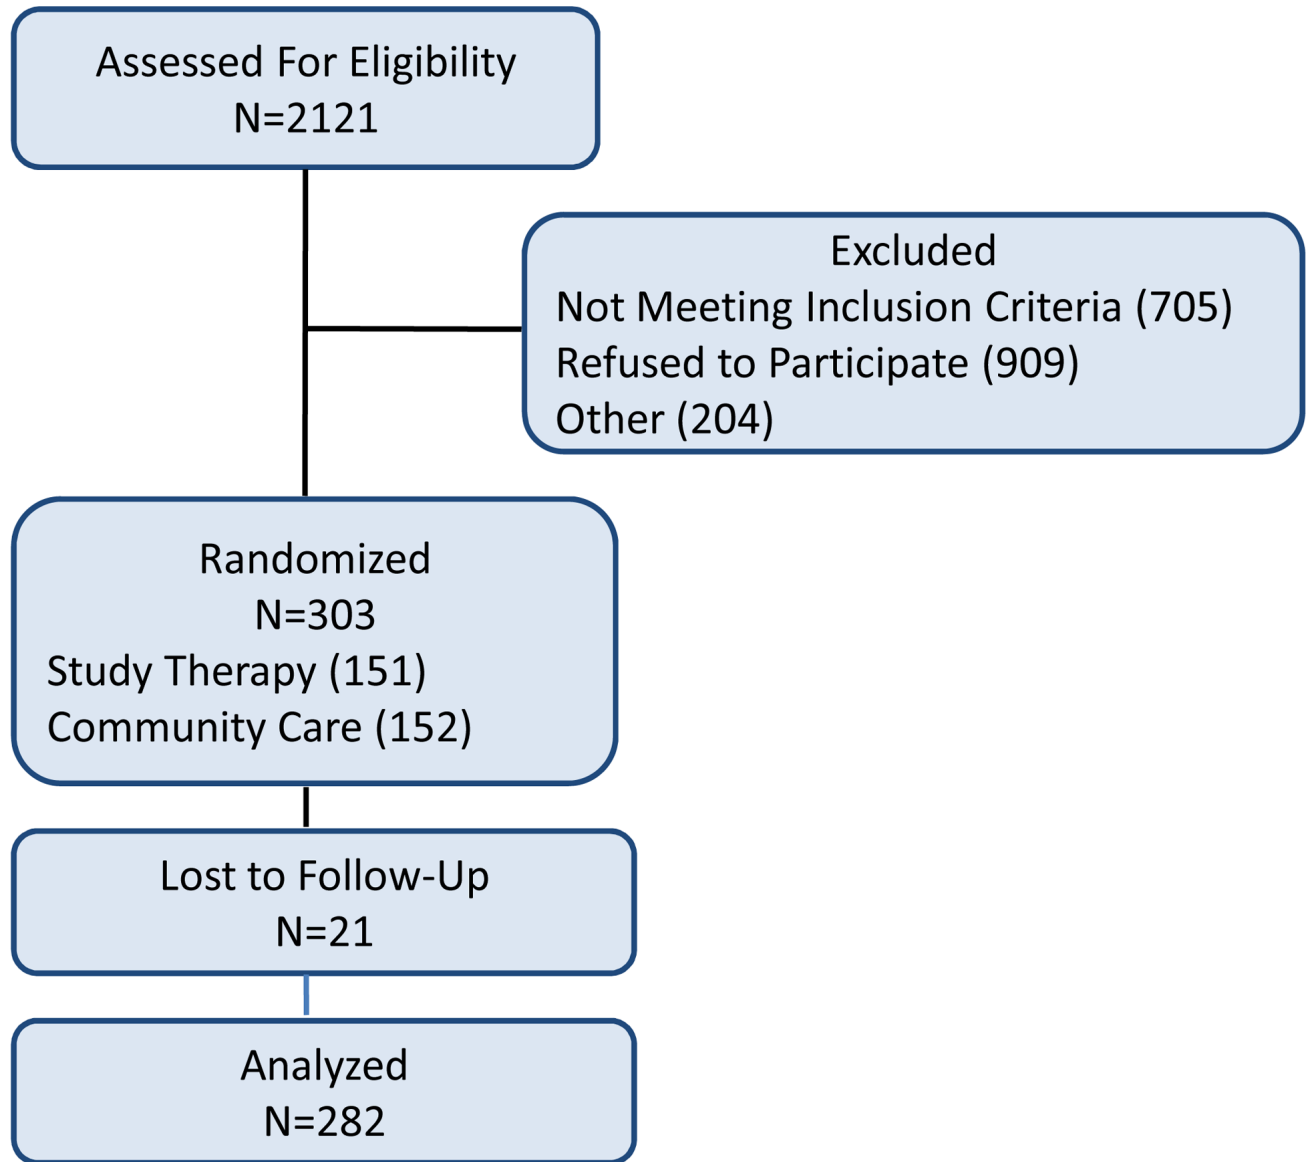 Assessed For Eligibility
N=2121
Excluded
Not Meeting Inclusion Criteria (705)
Refused to Participate (909)
Other (204)
Randomized
N=303
Study Therapy (151)
Community Care (152)
Lost to Follow-Up
N=21
Analyzed
N=282